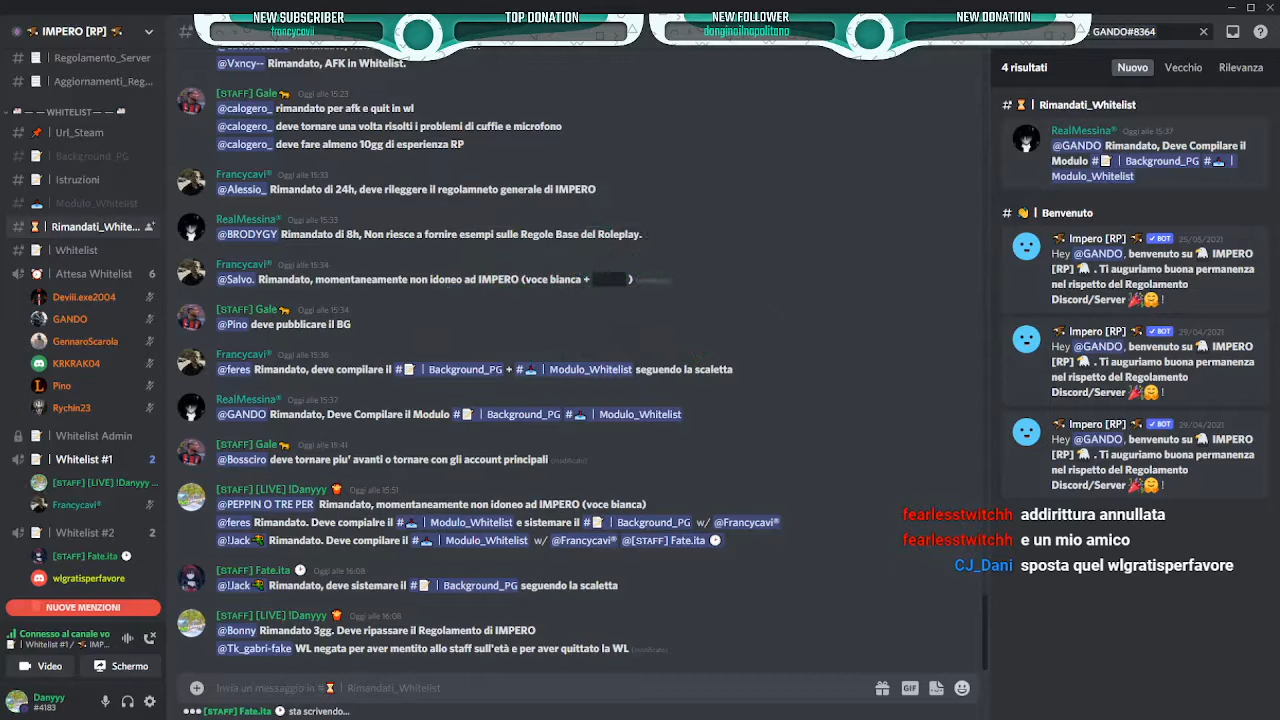 NEW SUBSCRIBER
francycavii
TOP DONATION
NEW FOLLOWER
donginoilnapolitano
NEW DONATION
IMPERO [RP]
GANDO#8364
Regolamento_Server
Aggiornamenti_Reg...
WHITELIST
Url_Steam
Background_PG
Istruzioni
Modulo_Whitelist
Rimandati_White...
Whitelist
Attesa Whitelist 6
Deviii.exe2004
GANDO
GennaroScarola
KRKRAK04
Pino
Rychin23
Whitelist Admin
Whitelist #1 2
[STAFF] [LIVE] !Danyyy ...
Francycavi®
Whitelist #2 2
[STAFF] Fate.ita
wlgratisperfavore
NUOVE MENZIONI
Connesso al canale vo
Whitelist #1 / IMP...
Video
Schermo
Danyyy
#4183
@Vxncy-- Rimandato, AFK in Whitelist.
[STAFF] Gale Oggi alle 15:23
@calogero_ rimandato per afk e quit in wl
@calogero_ deve tornare una volta risolti i problemi di cuffie e microfono
@calogero_ deve fare almeno 10gg di esperienza RP
Francycavi® Oggi alle 15:33
@Alessio_ Rimandato di 24h, deve rileggere il regolamneto generale di IMPERO
RealMessina® Oggi alle 15:33
@BRODYGY Rimandato di 8h, Non riesce a fornire esempi sulle Regole Base del Roleplay.
Francycavi® Oggi alle 15:34
@Salvo. Rimandato, momentaneamente non idoneo ad IMPERO (voce bianca + )
[STAFF] Gale Oggi alle 15:34
@Pino deve pubblicare il BG
Francycavi® Oggi alle 15:36
@feres Rimandato, deve compilare il # | Background_PG + # | Modulo_Whitelist seguendo la scaletta
RealMessina® Oggi alle 15:37
@GANDO Rimandato, Deve Compilare il Modulo # | Background_PG # | Modulo_Whitelist
[STAFF] Gale Oggi alle 15:41
@Bossciro deve tornare piu' avanti o tornare con gli account principali (modificato)
[STAFF] [LIVE] !Danyyy Oggi alle 15:51
@PEPPIN O TRE PER Rimandato, momentaneamente non idoneo ad IMPERO (voce bianca)
@feres Rimandato. Deve compialre il # | Modulo_Whitelist e sistemare il # | Background_PG w/ @Francycavi®
@!Jack Rimandato. Deve compilare il # | Modulo_Whitelist w/ @Francycavi® @[STAFF] Fate.ita
[STAFF] Fate.ita Oggi alle 16:08
@!Jack Rimandato, deve sistemare il # | Background_PG seguendo la scaletta
[STAFF] [LIVE] !Danyyy Oggi alle 16:08
@Bonny Rimandato 3gg. Deve ripassare il Regolamento di IMPERO
@Tk_gabri-fake WL negata per aver mentito allo staff sull'età e per aver quittato la WL (modificato)
Invia un messaggio in # | Rimandati_Whitelist
GIF
[STAFF] Fate.ita sta scrivendo...
4 risultati
Nuovo
Vecchio
Rilevanza
# | Rimandati_Whitelist
RealMessina® Oggi alle 15:37
@GANDO Rimandato, Deve Compilare il
Modulo # | Background_PG # |
Modulo_Whitelist
# | Benvenuto
Impero [RP] BOT 25/05/2021
Hey @GANDO, benvenuto su IMPERO
[RP] . Ti auguriamo buona permanenza
nel rispetto del Regolamento
Discord/Server !
Impero [RP] BOT 29/04/2021
Hey @GANDO, benvenuto su IMPERO
[RP] . Ti auguriamo buona permanenza
nel rispetto del Regolamento
Discord/Server !
Impero [RP] BOT 29/04/2021
Hey @GANDO, benvenuto su IMPERO
[RP] . Ti auguriamo buona permanenza
nel rispetto del Regolamento
Discord/Server !
fearlesstwitchh addirittura annullata
fearlesstwitchh e un mio amico
CJ_Dani sposta quel wlgratisperfavore